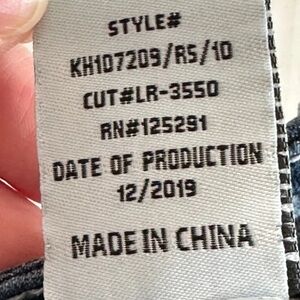 STYLE#
KH107209/RS/10
CUT#LR-3550
RN#125291
DATE OF PRODUCTION
12/2019
MADE IN CHINA